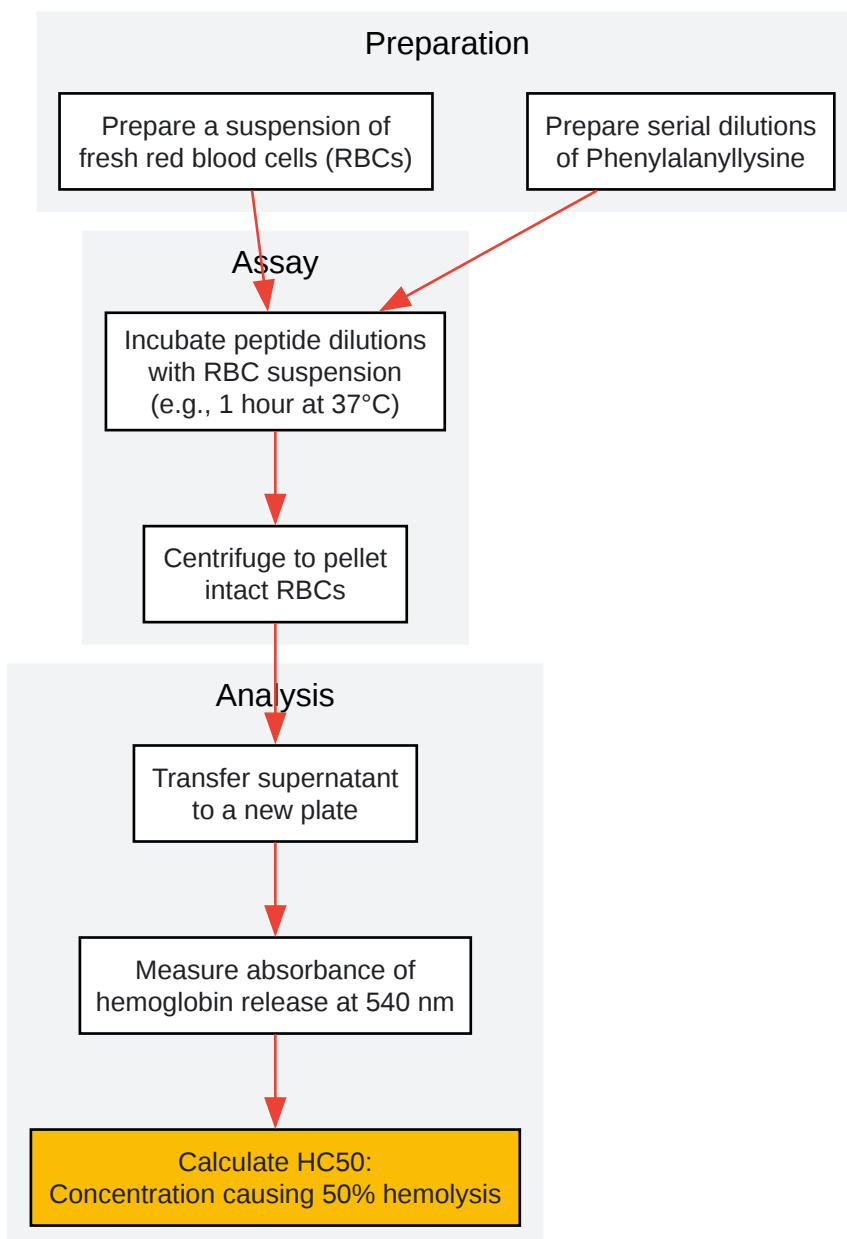 Preparation
Prepare a suspension of
fresh red blood cells (RBCs)
Prepare serial dilutions
of Phenylalanyllysine
Assay
Incubate peptide dilutions
with RBC suspension
(e.g., 1 hour at 37°C)
Centrifuge to pellet
intact RBCs
Analysis
Transfer supernatant
to a new plate
Measure absorbance of
hemoglobin release at 540 nm
Calculate HC50:
Concentration causing 50% hemolysis